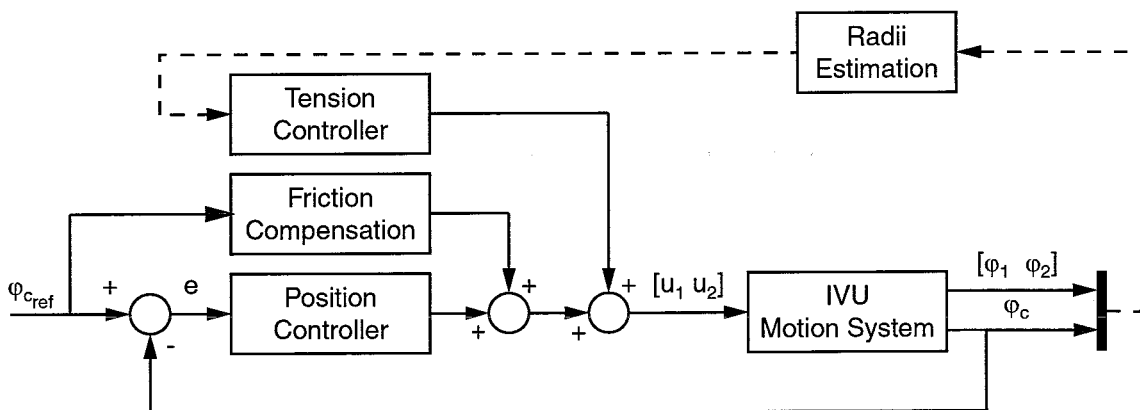 Radii
Estimation
Tension
Controller
Friction
Compensation
φc_ref
+
e
-
Position
Controller
+
+
+
+
[u₁ u₂]
IVU
Motion System
[φ₁ φ₂]
φc